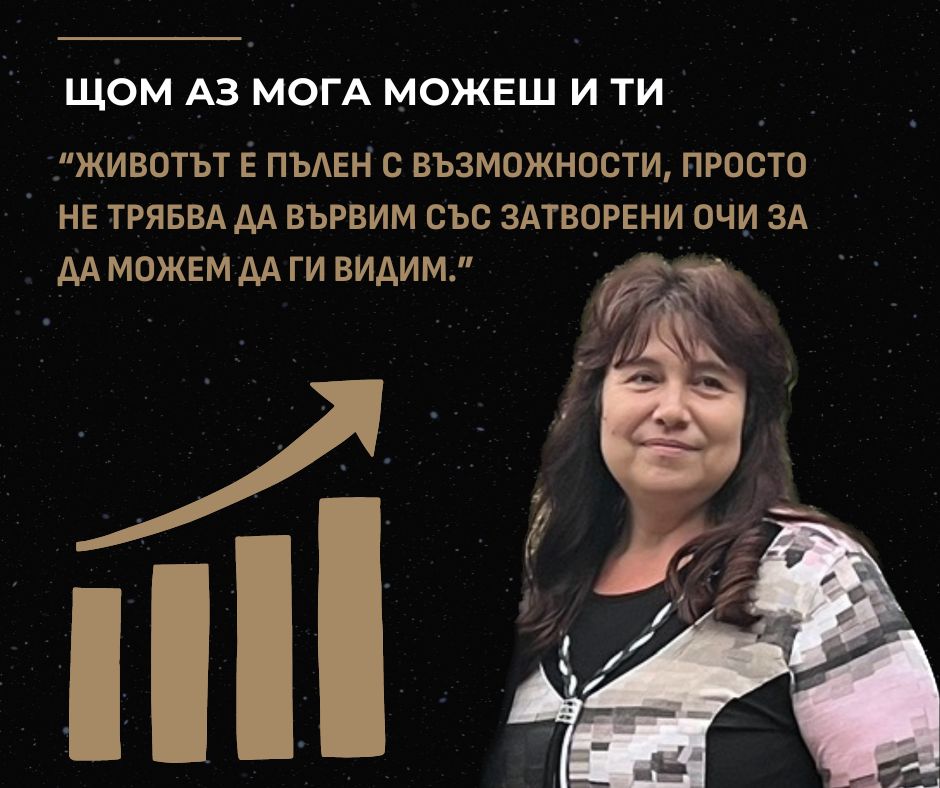 ЩОМ АЗ МОГА МОЖЕШ И ТИ
“ЖИВОТЪТ Е ПЪЛЕН С ВЪЗМОЖНОСТИ, ПРОСТО
НЕ ТРЯБВА ДА ВЪРВИМ СЪС ЗАТВОРЕНИ ОЧИ ЗА
ДА МОЖЕМ ДА ГИ ВИДИМ.”